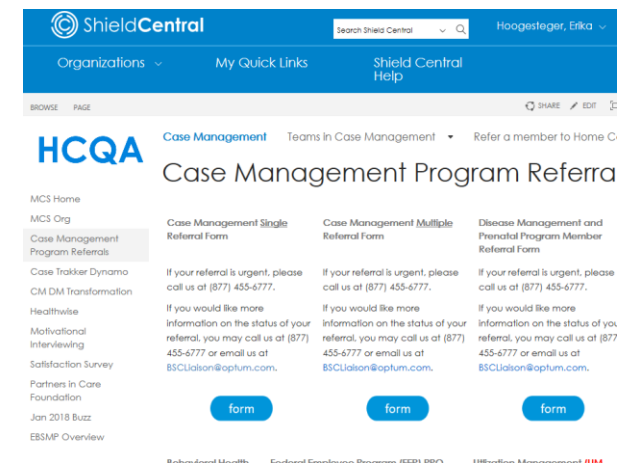 ShieldCentral
Search Shield Central
Hoogesteger, Erika
Organizations
My Quick Links
Shield Central
Help
BROWSE PAGE
SHARE EDIT
HCQA
Case Management Teams In Case Management Refer a member to Home C
Case Management Program Referra
MCS Home
MCS Org
Case Management
Program Referrals
Case Trakker Dynamo
CM DM Transformation
Healthwise
Motivational
Interviewing
Satisfaction Survey
Partners in Care
Foundation
Jan 2018 Buzz
EBSMP Overview
Case Management Single
Referral Form
If your referral is urgent, please
call us at (877) 455-6777.
If you would like more
information on the status of your
referral, you may call us at (877)
455-6777 or email us at
BSCLiaison@optum.com.
form
Case Management Multiple
Referral Form
If your referral is urgent, please
call us at (877) 455-6777.
If you would like more
information on the status of your
referral, you may call us at (877)
455-6777 or email us at
BSCLiaison@optum.com.
form
Disease Management and
Prenatal Program Member
Referral Form
If your referral is urgent, please
call us at (877) 455-6777.
If you would like more
information on the status of you
referral, you may call us at (877
455-6777 or email us at
BSCLiaison@optum.com.
form
Behavioral Health Federal Employee Program (FEP) PPO Utilization Management (UM